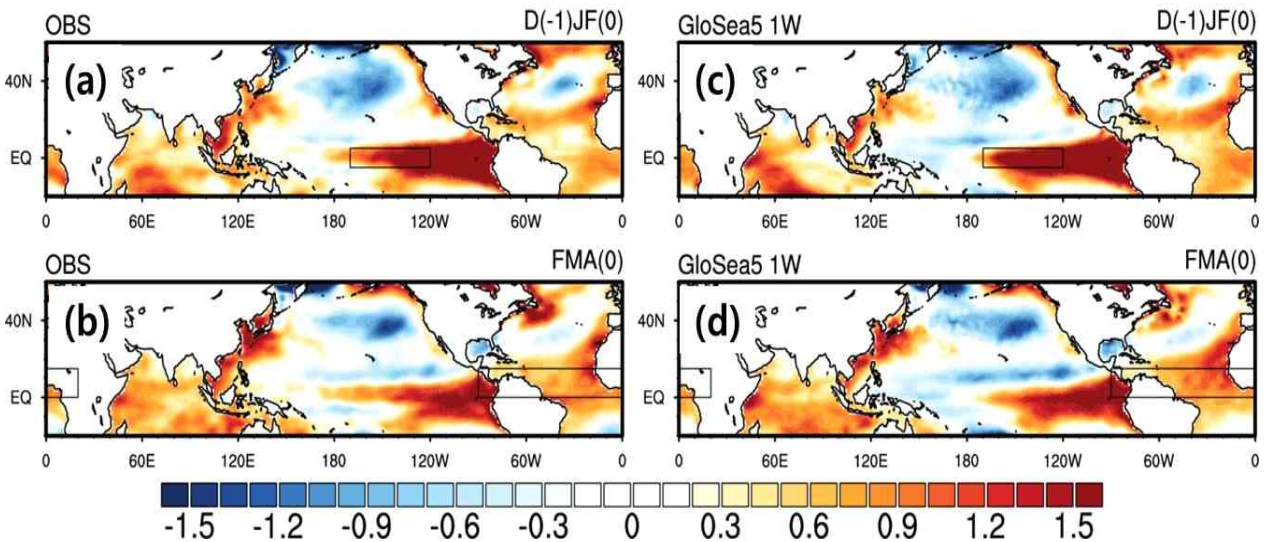 OBS D(-1)JF(0) GloSea5 1W D(-1)JF(0)
(a) (c)
40N 40N
EQ EQ
0 60E 120E 180 120W 60W 0 0 60E 120E 180 120W 60W 0
OBS FMA(0) GloSea5 1W FMA(0)
(b) (d)
40N 40N
EQ EQ
0 60E 120E 180 120W 60W 0 0 60E 120E 180 120W 60W 0
-1.5 -1.2 -0.9 -0.6 -0.3 0 0.3 0.6 0.9 1.2 1.5